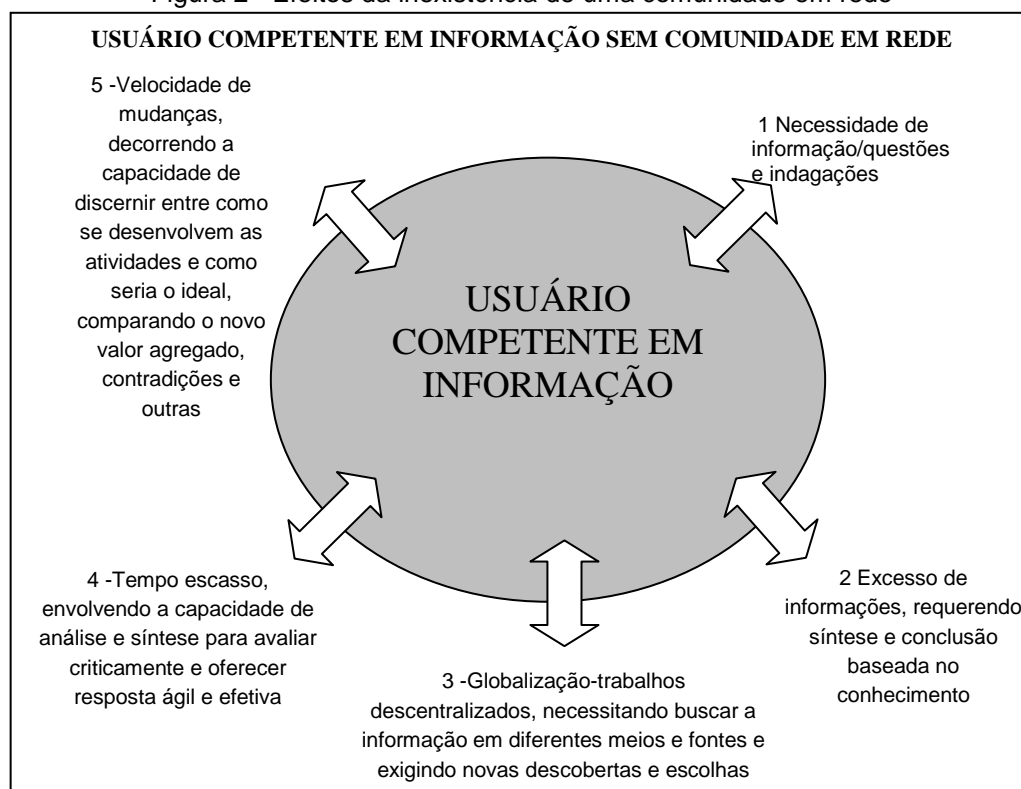 Figura 2 - Efeitos da inexistência de uma comunidade em rede
USUÁRIO COMPETENTE EM INFORMAÇÃO SEM COMUNIDADE EM REDE
5 -Velocidade de
mudanças,
decorrendo a
capacidade de
discernir entre como
se desenvolvem as
atividades e como
seria o ideal,
comparando o novo
valor agregado,
contradições e
outras
1 Necessidade de
informação/questões
e indagações
USUÁRIO
COMPETENTE EM
INFORMAÇÃO
4 -Tempo escasso,
envolvendo a capacidade de
análise e síntese para avaliar
criticamente e oferecer
resposta ágil e efetiva
3 -Globalização-trabalhos
descentralizados, necessitando buscar a
informação em diferentes meios e fontes e
exigindo novas descobertas e escolhas
2 Excesso de
informações, requerendo
síntese e conclusão
baseada no
conhecimento